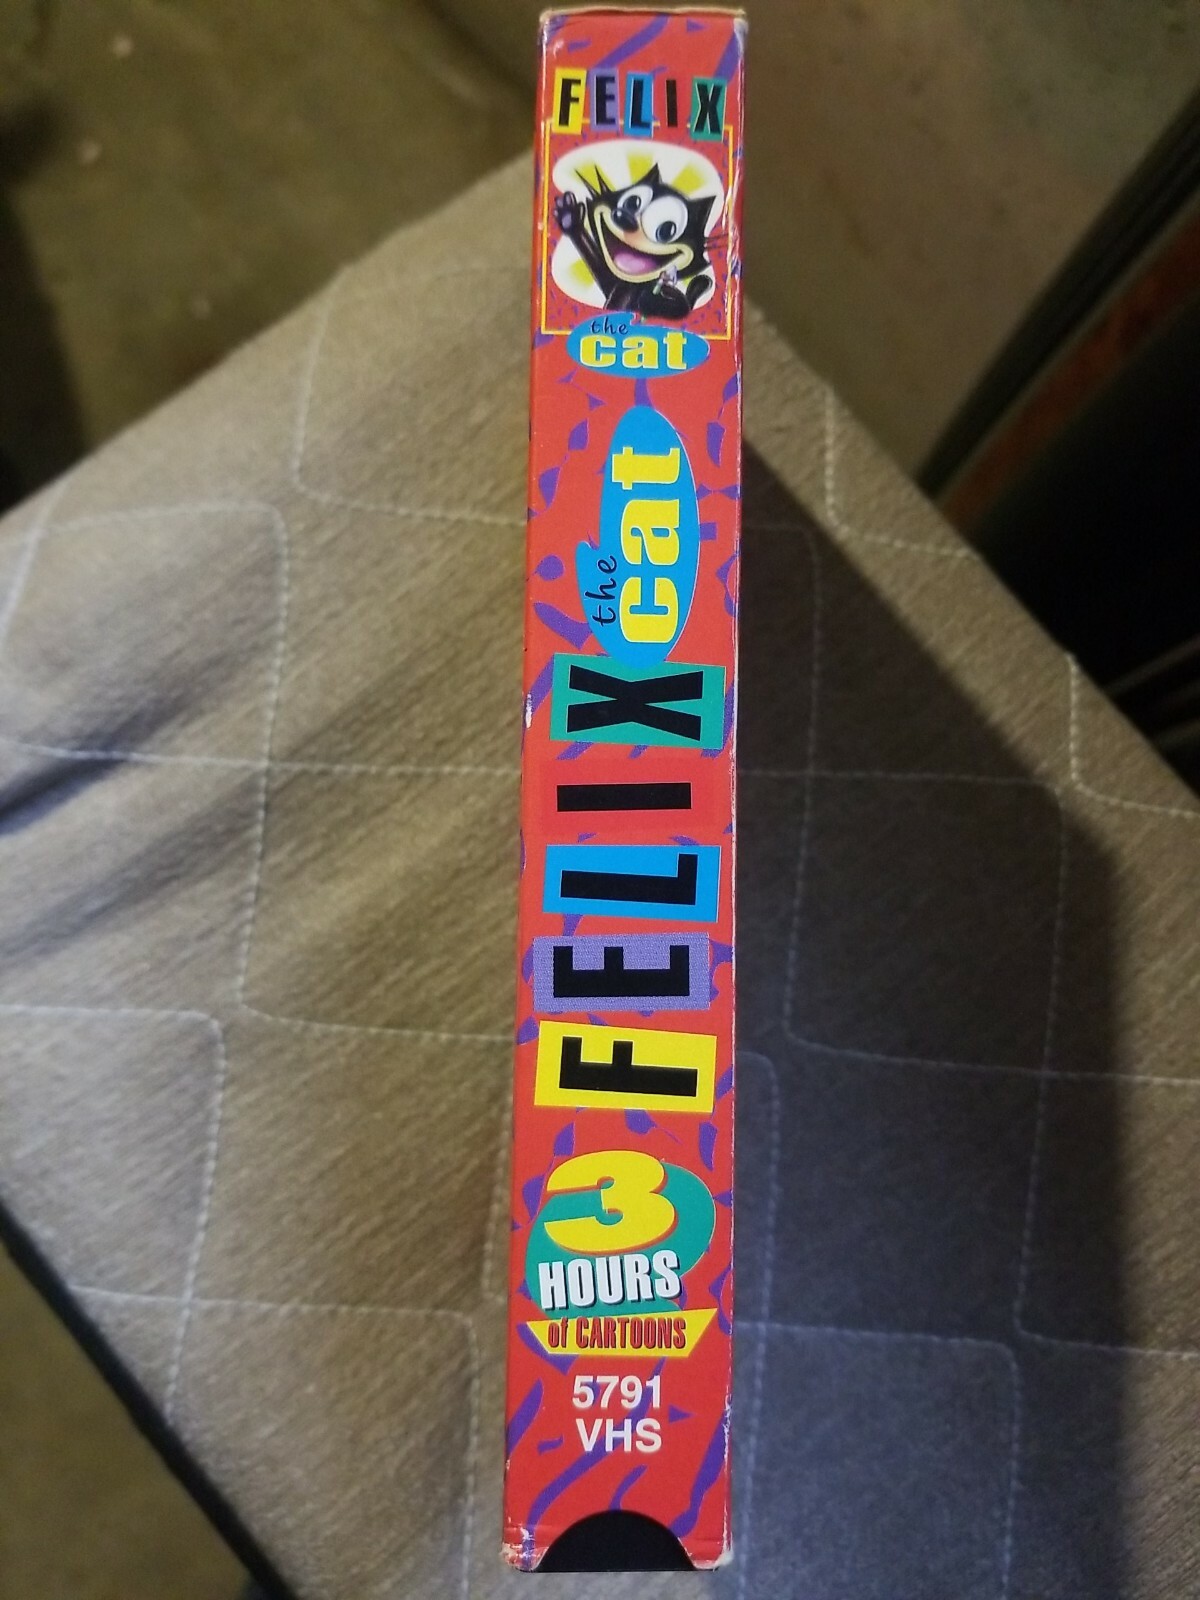 FELIX
the
cat
FELIX the cat
3
HOURS
of CARTOONS
5791
VHS